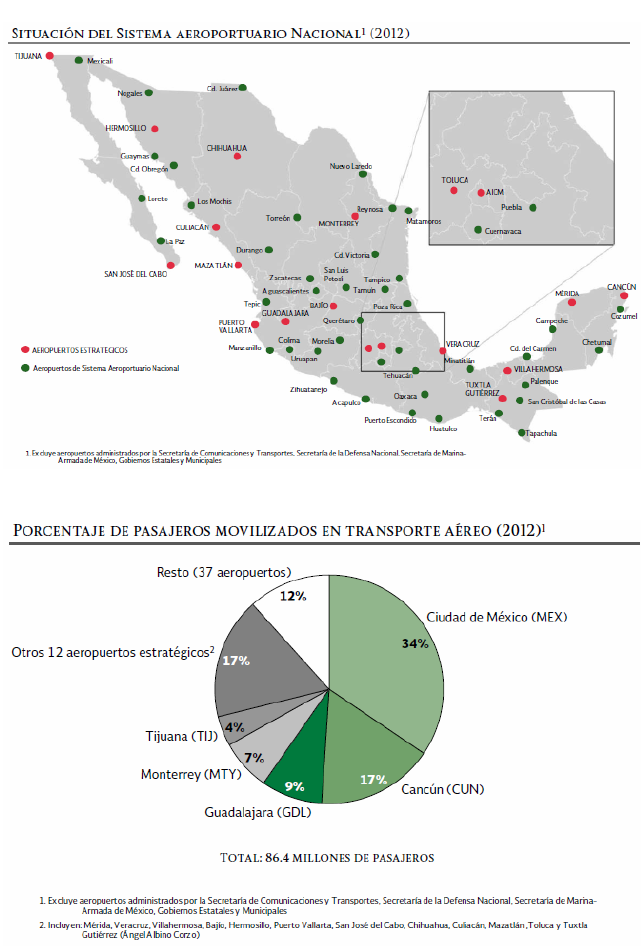 SITUACIÓN DEL SISTEMA AEROPORTUARIO NACIONAL¹ (2012)
TIJUANA
Mexicali
Nogales
Cd. Juárez
HERMOSILLO
CHIHUAHUA
Guaymas
Cd. Obregón
Nuevo Laredo
Loreto
Los Mochis
Torreón
MONTERREY
Reynosa
Matamoros
CULIACÁN
La Paz
Durango
Cd. Victoria
SAN JOSÉ DEL CABO
MAZATLÁN
Zacatecas
San Luis
Potosí
Tampico
Aguascalientes
Tamuín
Tepic
BAJÍO
Poza Rica
GUADALAJARA
PUERTO
VALLARTA
Querétaro
Colima
Morelia
Manzanillo
Uruapan
VERACRUZ
Minatitlán
Tehuacán
Zihuatanejo
Acapulco
Oaxaca
Puerto Escondido
Huatulco
TOLUCA
AICM
Puebla
Cuernavaca
CANCÚN
MÉRIDA
Cozumel
Campeche
Chetumal
Cd. del Carmen
VILLAHERMOSA
Palenque
TUXTLA
GUTIÉRREZ
San Cristóbal de las Casas
Terán
Tapachula
AEROPUERTOS ESTRATÉGICOS
Aeropuertos de Sistema Aeroportuario Nacional
1. Excluye aeropuertos administrados por la Secretaría de Comunicaciones y Transportes, Secretaría de la Defensa Nacional, Secretaría de Marina-
Armada de México, Gobiernos Estatales y Municipales
PORCENTAJE DE PASAJEROS MOVILIZADOS EN TRANSPORTE AÉREO (2012)¹
Resto (37 aeropuertos)
12%
Ciudad de México (MEX)
34%
Otros 12 aeropuertos estratégicos²
17%
4%
Tijuana (TIJ)
7%
Monterrey (MTY)
9%
Guadalajara (GDL)
17%
Cancún (CUN)
TOTAL: 86.4 MILLONES DE PASAJEROS
1. Excluye aeropuertos administrados por la Secretaría de Comunicaciones y Transportes, Secretaría de la Defensa Nacional, Secretaría de Marina-
Armada de México, Gobiernos Estatales y Municipales
2. Incluyen: Mérida, Veracruz, Villahermosa, Bajío, Hermosillo, Puerto Vallarta, San José del Cabo, Chihuahua, Culiacán, Mazatlán ,Toluca y Tuxtla
Gutiérrez (Ángel Albino Corzo)